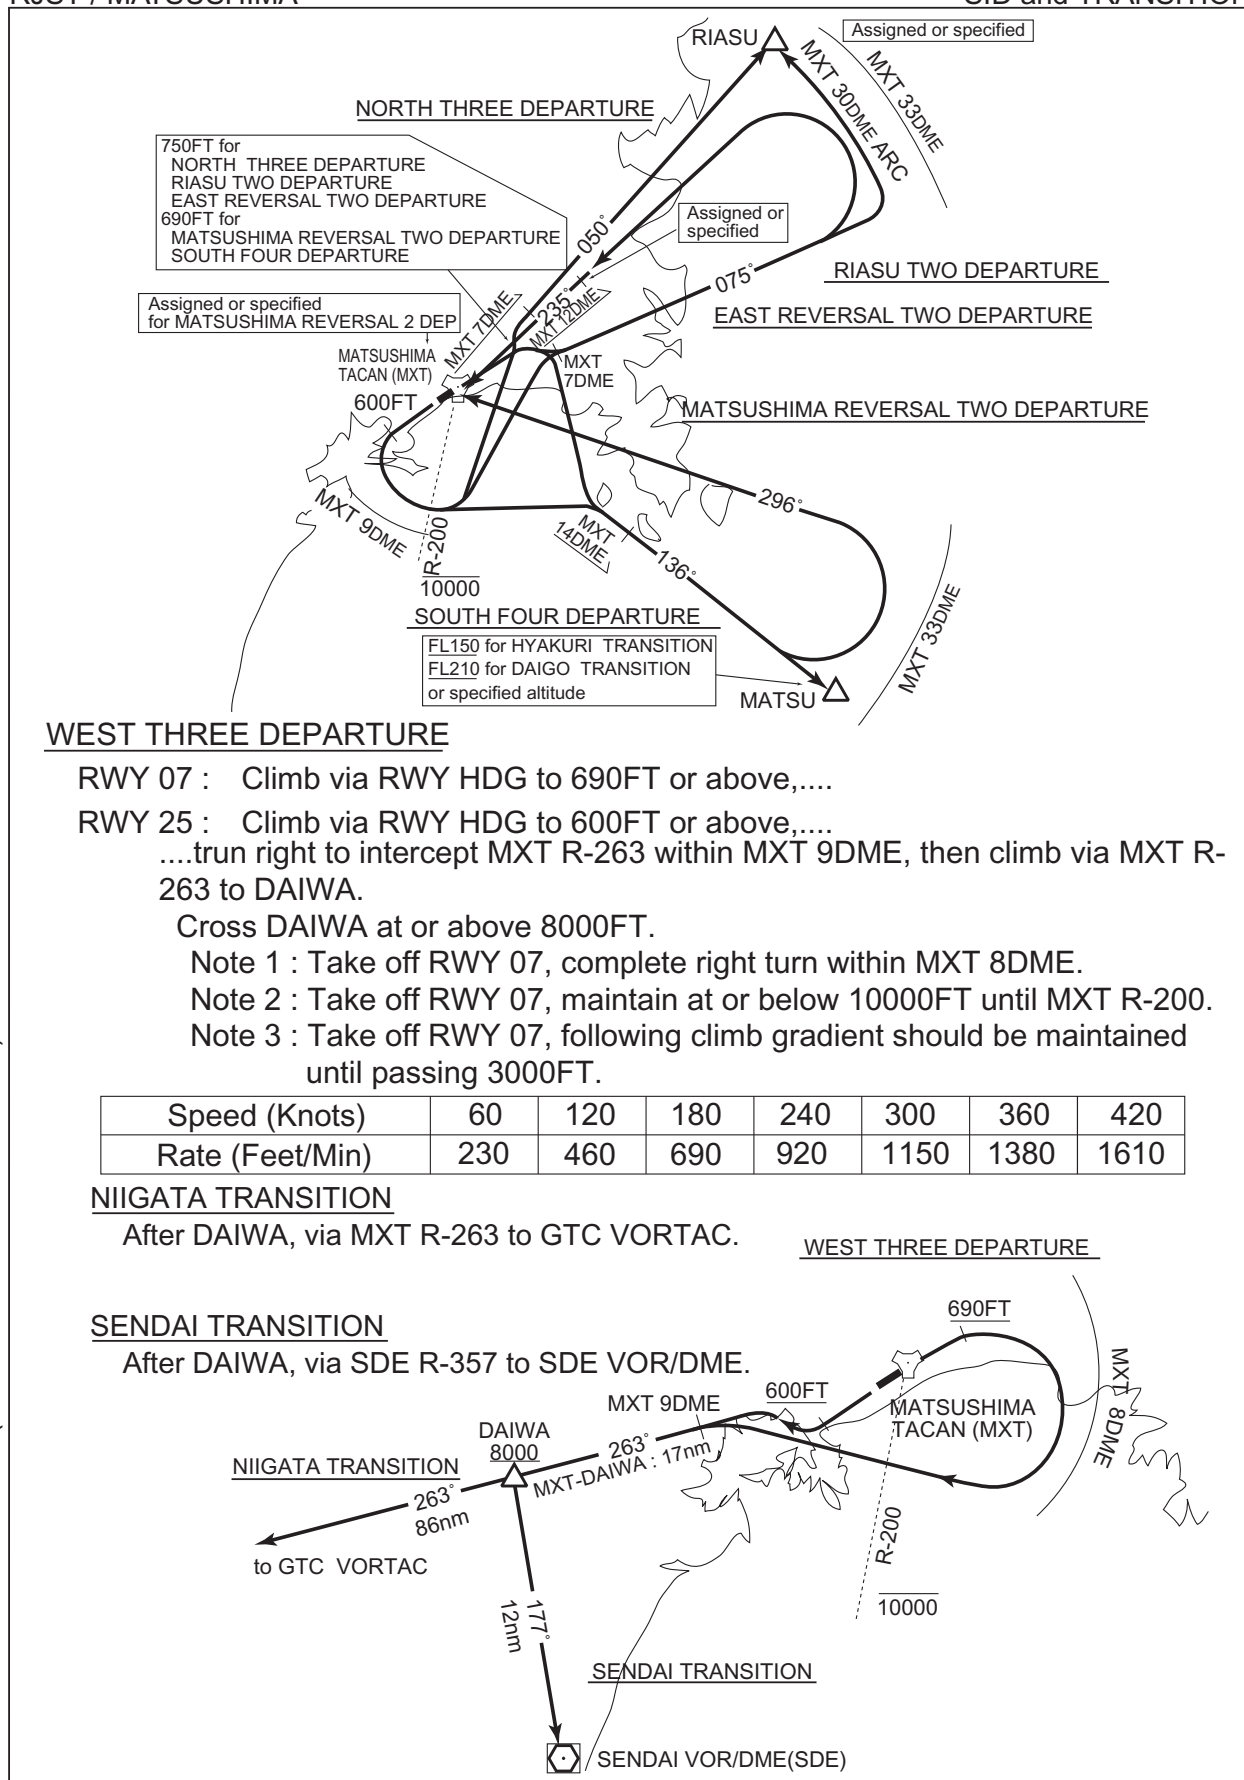 RJST / MATSUSHIMA
SID and TRANSITION
RIASU
Assigned or specified
MXT 30DME ARC
MXT 33DME
NORTH THREE DEPARTURE
750FT for
NORTH THREE DEPARTURE
RIASU TWO DEPARTURE
EAST REVERSAL TWO DEPARTURE
690FT for
MATSUSHIMA REVERSAL TWO DEPARTURE
SOUTH FOUR DEPARTURE
Assigned or
specified
050°
235°
075°
RIASU TWO DEPARTURE
EAST REVERSAL TWO DEPARTURE
Assigned or specified
for MATSUSHIMA REVERSAL 2 DEP
MXT 7DME
MXT 12DME
MATSUSHIMA
TACAN (MXT)
MXT
7DME
600FT
MATSUSHIMA REVERSAL TWO DEPARTURE
296°
MXT 9DME
R-200
10000
MXT
14DME
136°
SOUTH FOUR DEPARTURE
FL150 for HYAKURI TRANSITION
FL210 for DAIGO TRANSITION
or specified altitude
MATSU
MXT 33DME
WEST THREE DEPARTURE
RWY 07 : Climb via RWY HDG to 690FT or above,....
RWY 25 : Climb via RWY HDG to 600FT or above,....
....trun right to intercept MXT R-263 within MXT 9DME, then climb via MXT R-
263 to DAIWA.
Cross DAIWA at or above 8000FT.
Note 1 : Take off RWY 07, complete right turn within MXT 8DME.
Note 2 : Take off RWY 07, maintain at or below 10000FT until MXT R-200.
Note 3 : Take off RWY 07, following climb gradient should be maintained
until passing 3000FT.
Speed (Knots) 60 120 180 240 300 360 420
Rate (Feet/Min) 230 460 690 920 1150 1380 1610
NIIGATA TRANSITION
After DAIWA, via MXT R-263 to GTC VORTAC.
WEST THREE DEPARTURE
SENDAI TRANSITION
After DAIWA, via SDE R-357 to SDE VOR/DME.
690FT
600FT
MXT 9DME
MATSUSHIMA
TACAN (MXT)
MXT 8DME
DAIWA
8000
263°
MXT-DAIWA : 17nm
NIIGATA TRANSITION
263°
86nm
to GTC VORTAC
R-200
10000
177°
12nm
SENDAI TRANSITION
SENDAI VOR/DME(SDE)